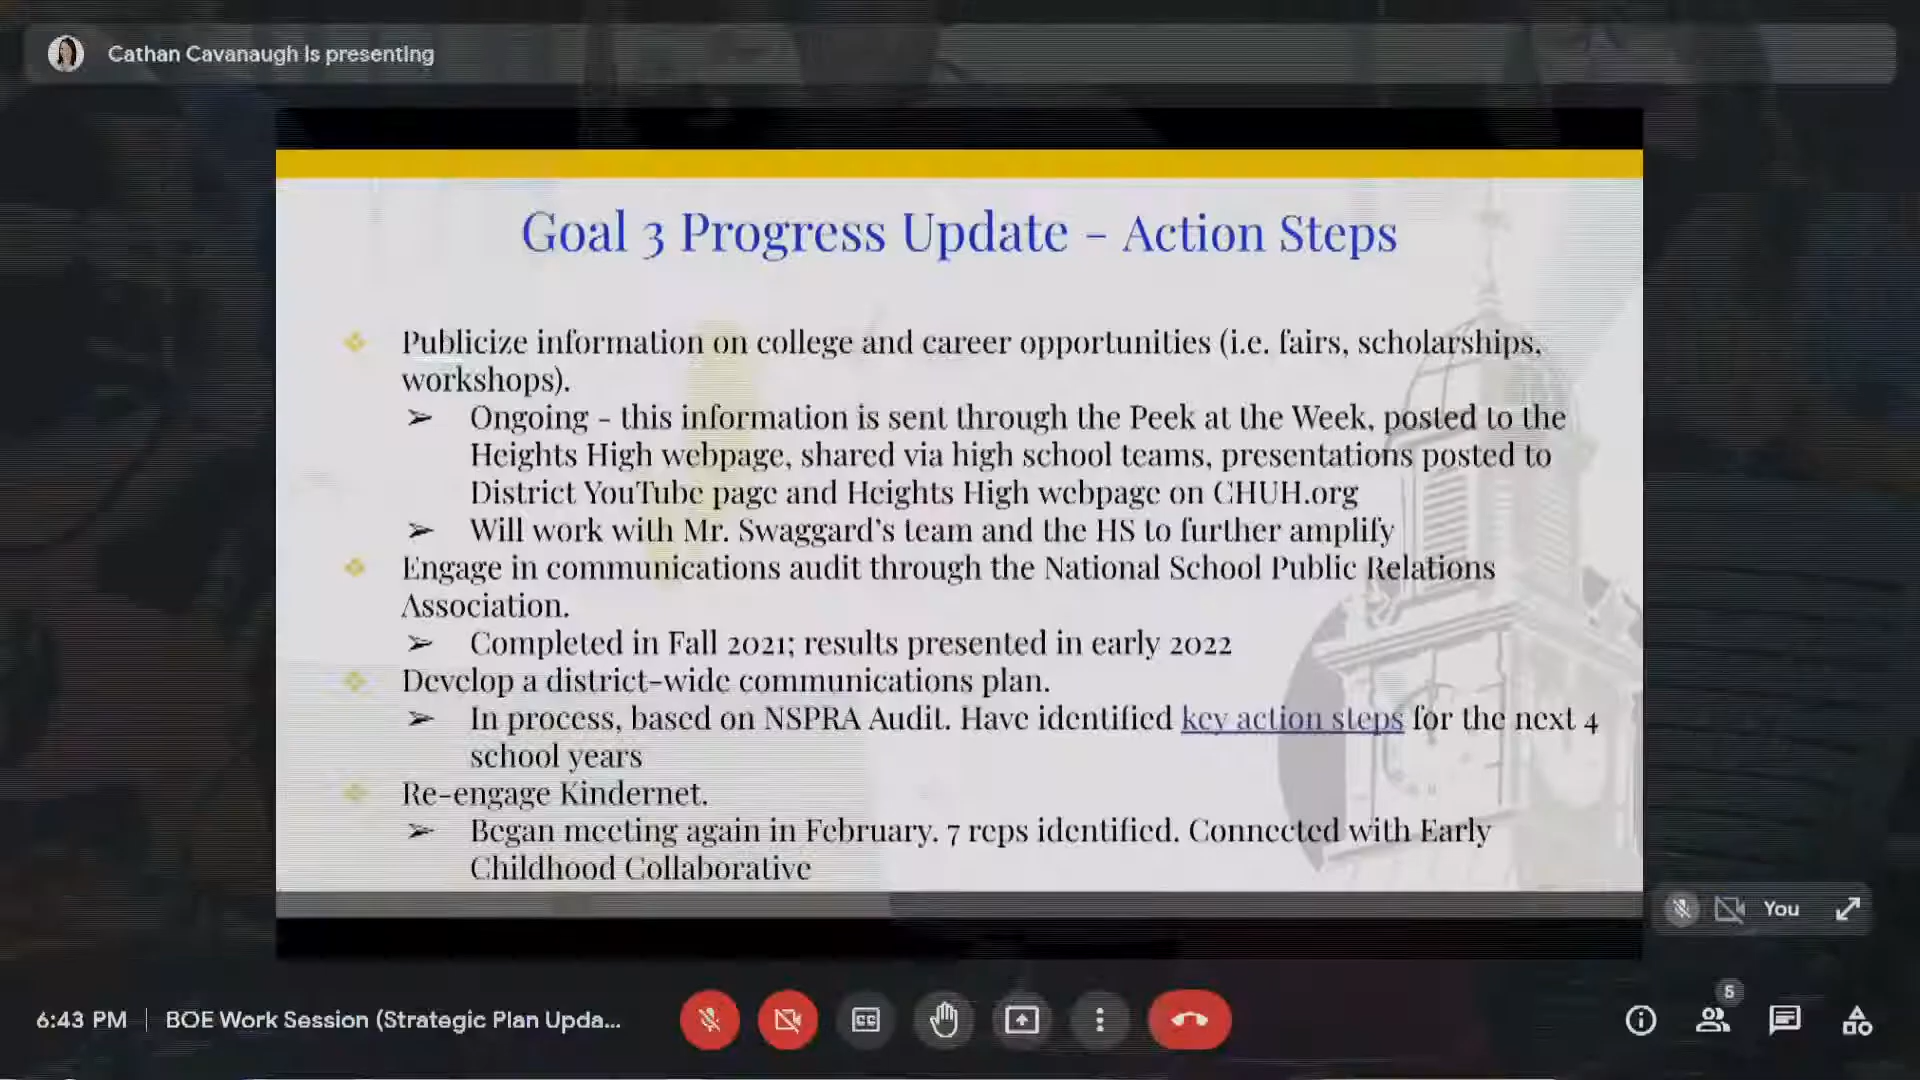 Cathan Cavanaugh is presenting
Goal 3 Progress Update - Action Steps
Publicize information on college and career opportunities (i.e. fairs, scholarships,
workshops).
Ongoing - this information is sent through the Peek at the Week, posted to the
Heights High webpage, shared via high school teams, presentations posted to
District YouTube page and Heights High webpage on CHUH.org
Will work with Mr. Swaggard's team and the HS to further amplify
Engage in communications audit through the National School Public Relations
Association.
Completed in Fall 2021; results presented in early 2022
Develop a district-wide communications plan.
In process, based on NSPRA Audit. Have identified key action steps for the next 4
school years
Re-engage Kindernet.
Began meeting again in February. 7 reps identified. Connected with Early
Childhood Collaborative
You
6:43 PM | BOE Work Session (Strategic Plan Upda...
CC
5